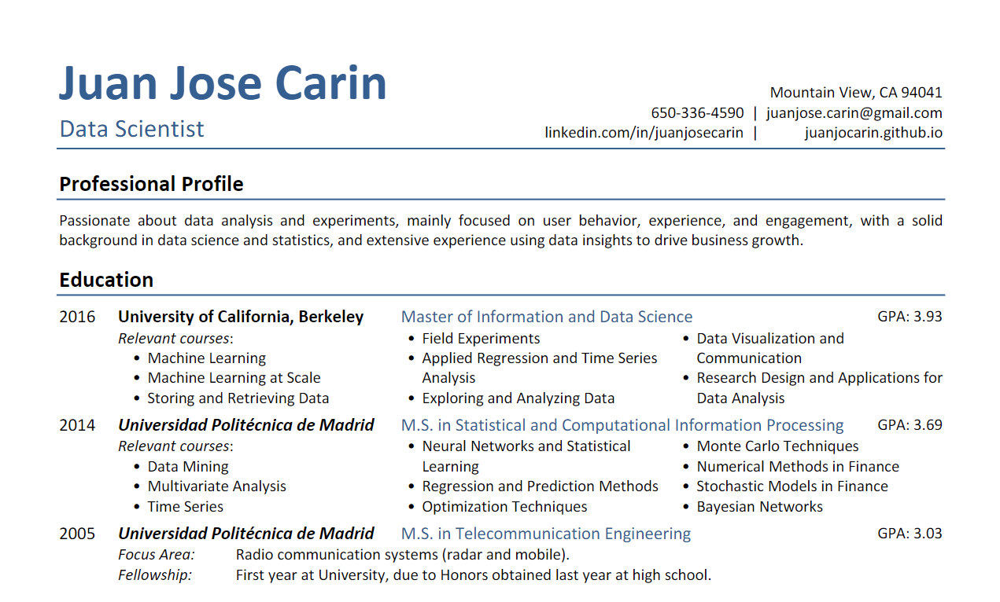 Juan Jose Carin
Data Scientist
Mountain View, CA 94041
650-336-4590 | juanjose.carin@gmail.com
linkedin.com/in/juanjosecarin | juanjocarin.github.io
Professional Profile
Passionate about data analysis and experiments, mainly focused on user behavior, experience, and engagement, with a solid
background in data science and statistics, and extensive experience using data insights to drive business growth.
Education
2016 University of California, Berkeley Master of Information and Data Science GPA: 3.93
Relevant courses:
• Machine Learning
• Machine Learning at Scale
• Storing and Retrieving Data
• Field Experiments
• Applied Regression and Time Series
Analysis
• Exploring and Analyzing Data
• Data Visualization and
Communication
• Research Design and Applications for
Data Analysis
2014 Universidad Politécnica de Madrid M.S. in Statistical and Computational Information Processing GPA: 3.69
Relevant courses:
• Data Mining
• Multivariate Analysis
• Time Series
• Neural Networks and Statistical
Learning
• Regression and Prediction Methods
• Optimization Techniques
• Monte Carlo Techniques
• Numerical Methods in Finance
• Stochastic Models in Finance
• Bayesian Networks
2005 Universidad Politécnica de Madrid M.S. in Telecommunication Engineering GPA: 3.03
Focus Area: Radio communication systems (radar and mobile).
Fellowship: First year at University, due to Honors obtained last year at high school.